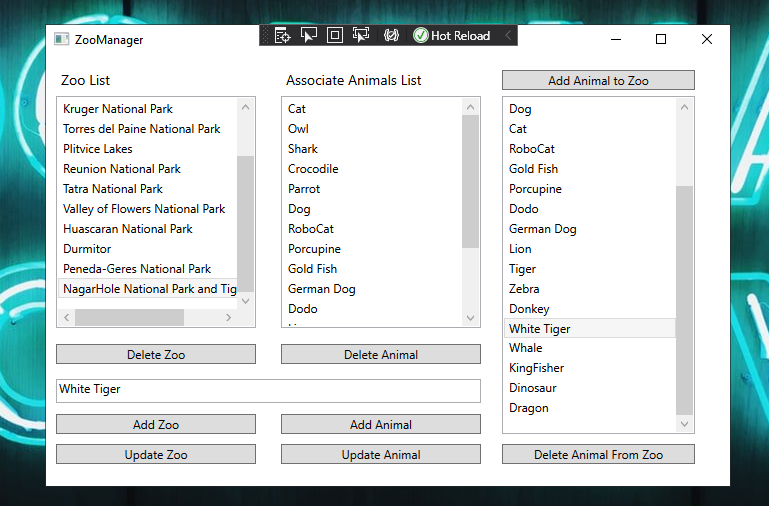 ZooManager
Hot Reload
Zoo List
Kruger National Park
Torres del Paine National Park
Plitvice Lakes
Reunion National Park
Tatra National Park
Valley of Flowers National Park
Huascaran National Park
Durmitor
Peneda-Geres National Park
NagarHole National Park and Tig
Delete Zoo
Associate Animals List
Cat
Owl
Shark
Crocodile
Parrot
Dog
RoboCat
Porcupine
Gold Fish
German Dog
Dodo
Delete Animal
Add Animal to Zoo
Dog
Cat
RoboCat
Gold Fish
Porcupine
Dodo
German Dog
Lion
Tiger
Zebra
Donkey
White Tiger
Whale
KingFisher
Dinosaur
Dragon
White Tiger
Add Zoo
Add Animal
Update Zoo
Update Animal
Delete Animal From Zoo